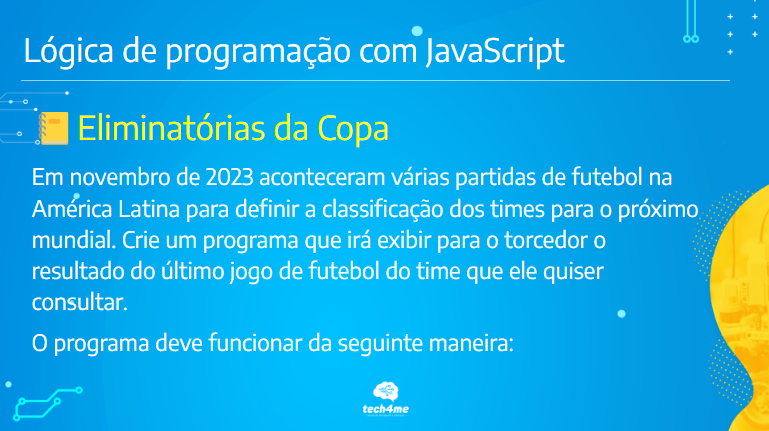 Lógica de programação com JavaScript
Eliminatórias da Copa
Em novembro de 2023 aconteceram várias partidas de futebol na
América Latina para definir a classificação dos times para o próximo
mundial. Crie um programa que irá exibir para o torcedor o
resultado do último jogo de futebol do time que ele quiser
consultar.
O programa deve funcionar da seguinte maneira:
tech4me